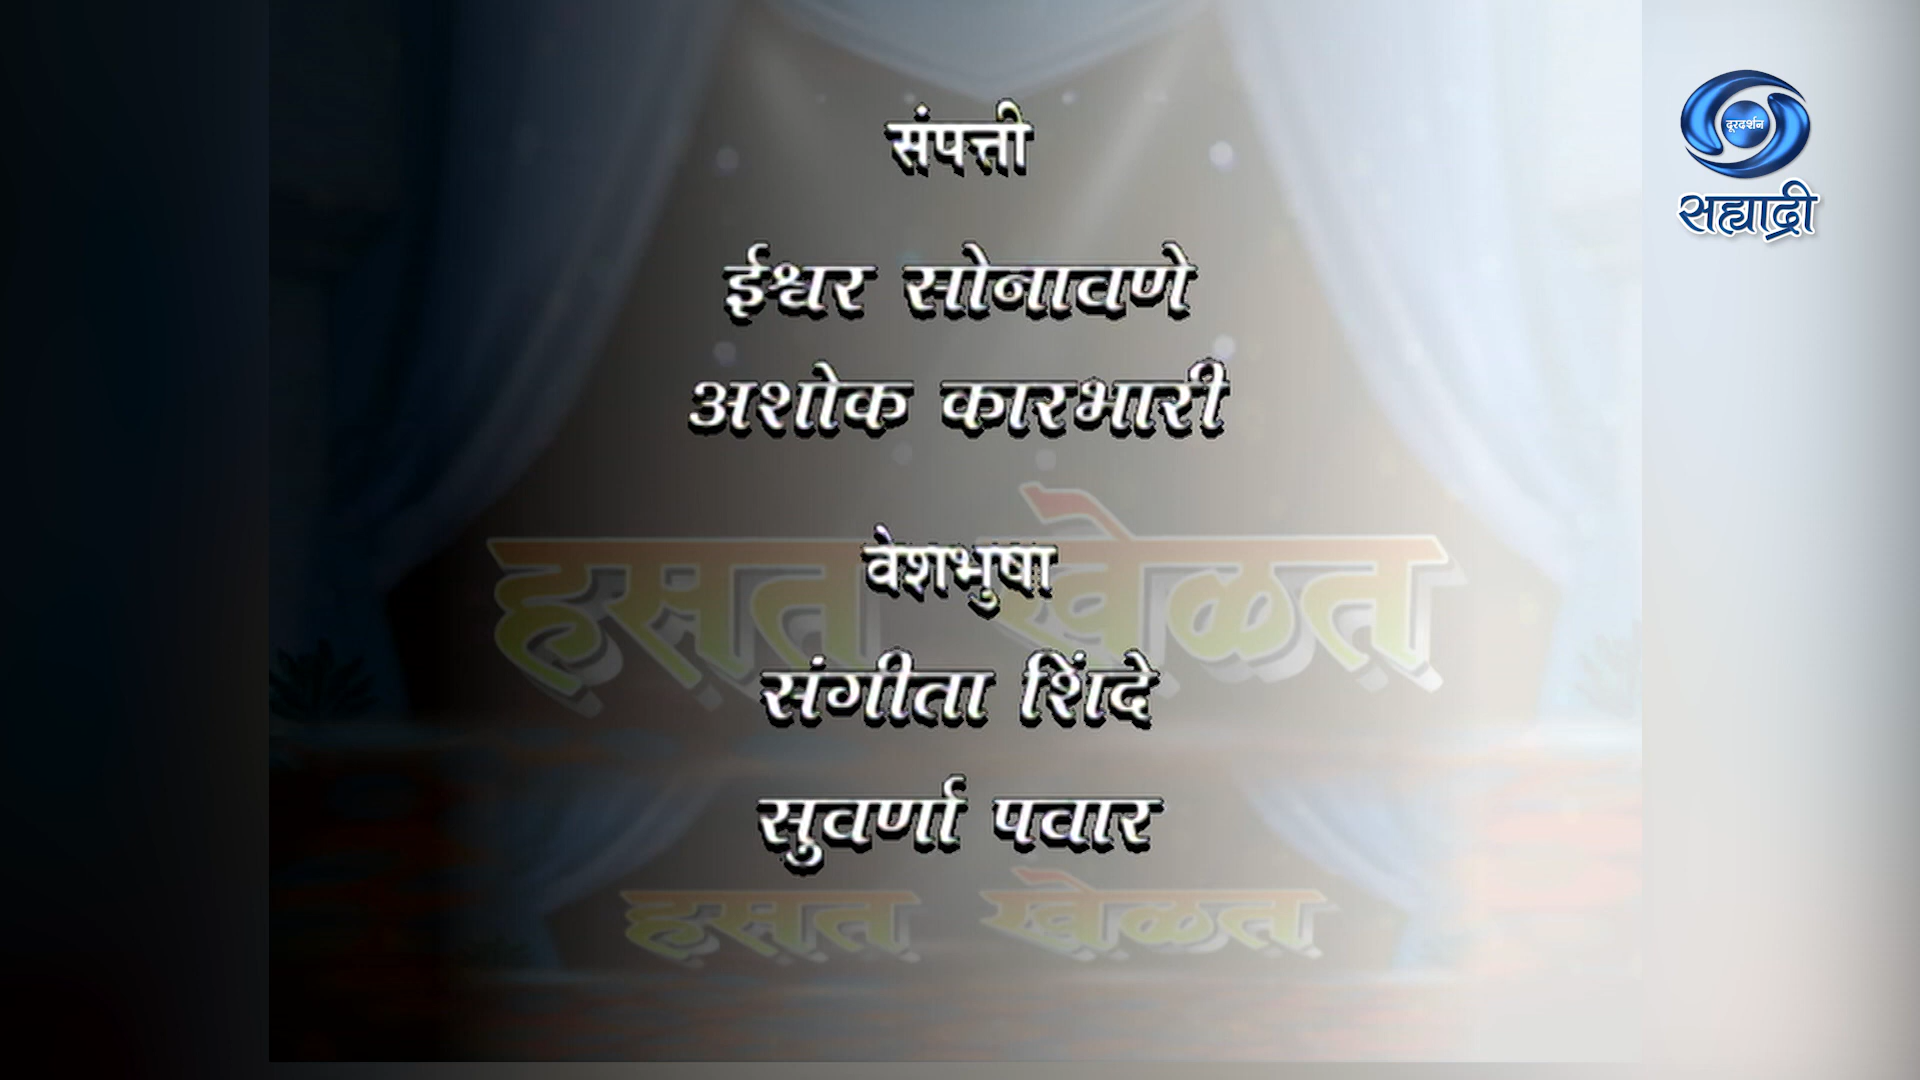 संपत्ती
ईश्वर सोनावणे
अशोक कारभारी
वेशभुषा
संगीता शिंदे
सुवर्णा पवार
हसत खेळत
हसत खेळत
दूरदर्शन
सह्याद्री